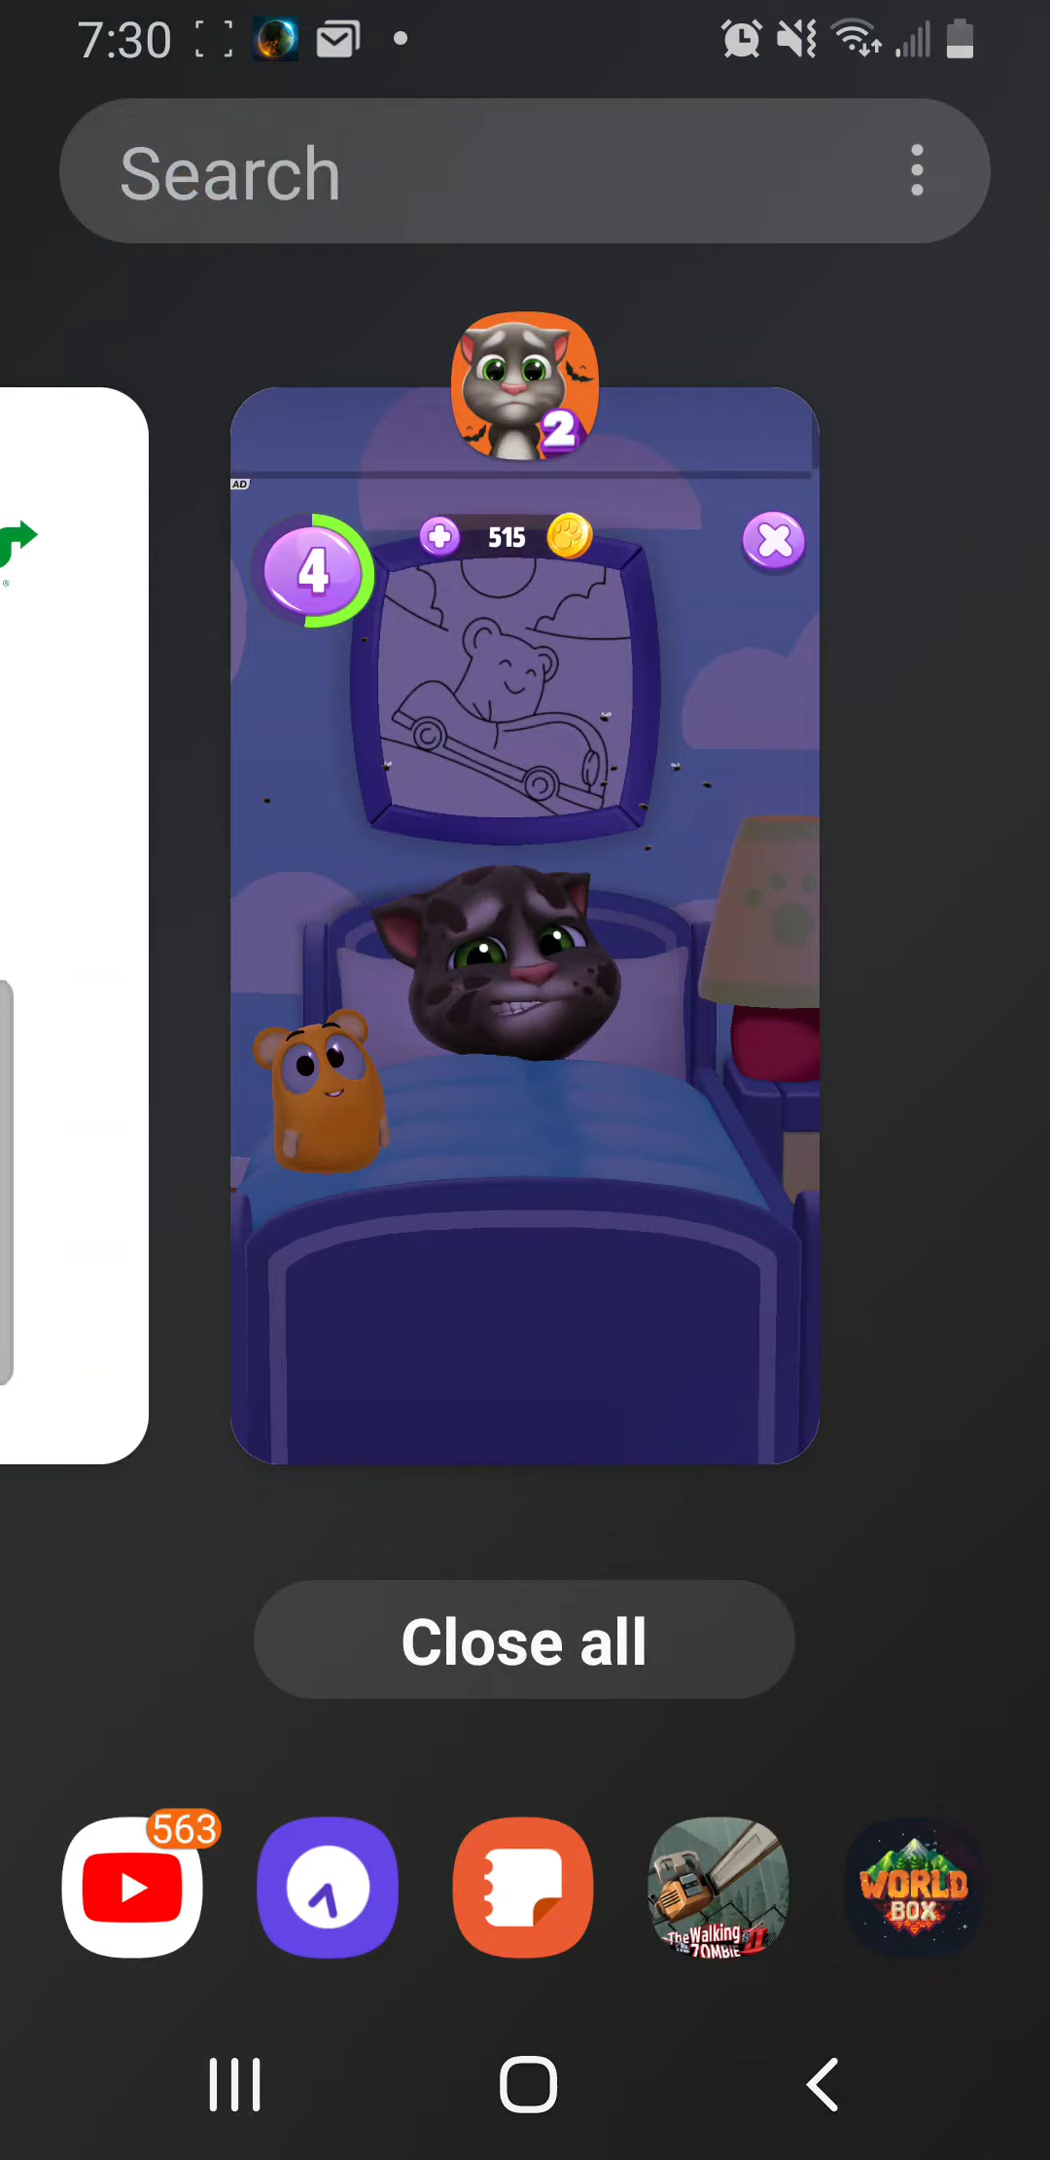 7:30
Search
2
AD
4
515
®
Close all
563
The Walking
ZOMBIE II
WORLD
BOX